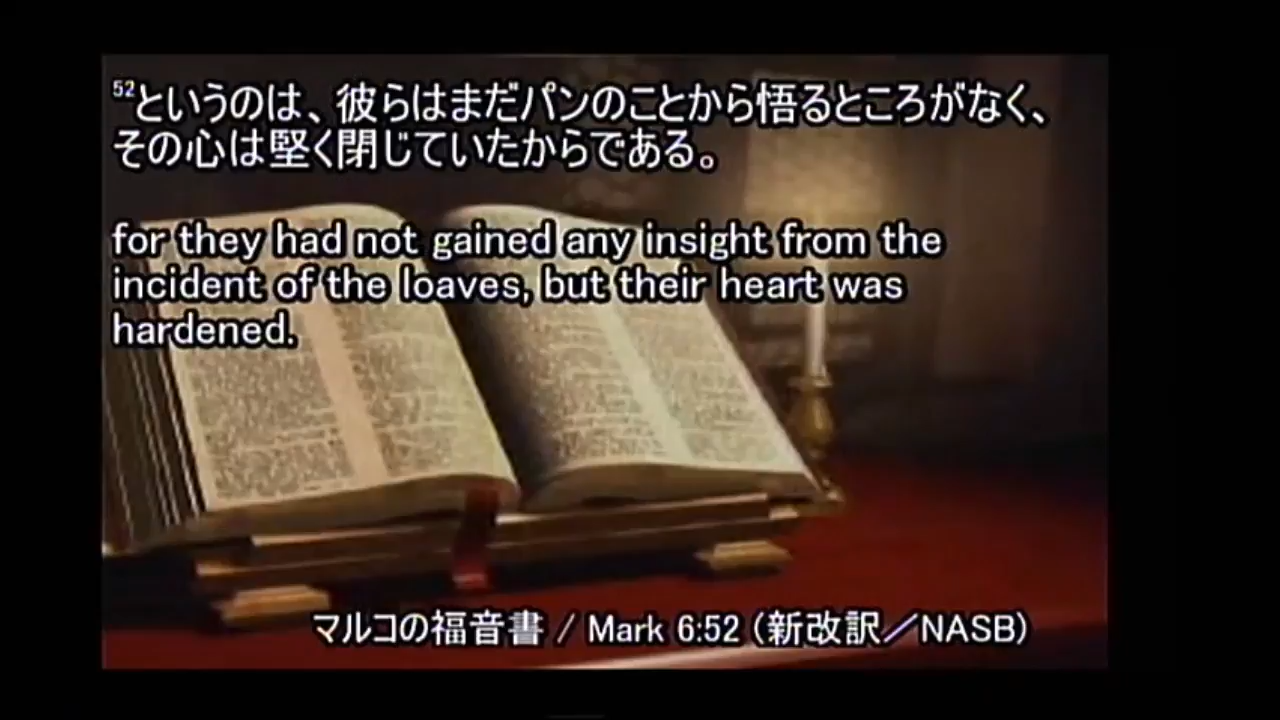 52というのは、彼らはまだパンのことから悟るところがなく、
その心は堅く閉じていたからである。
for they had not gained any insight from the
incident of the loaves, but their heart was
hardened.
マルコの福音書 / Mark 6:52 (新改訳／NASB)